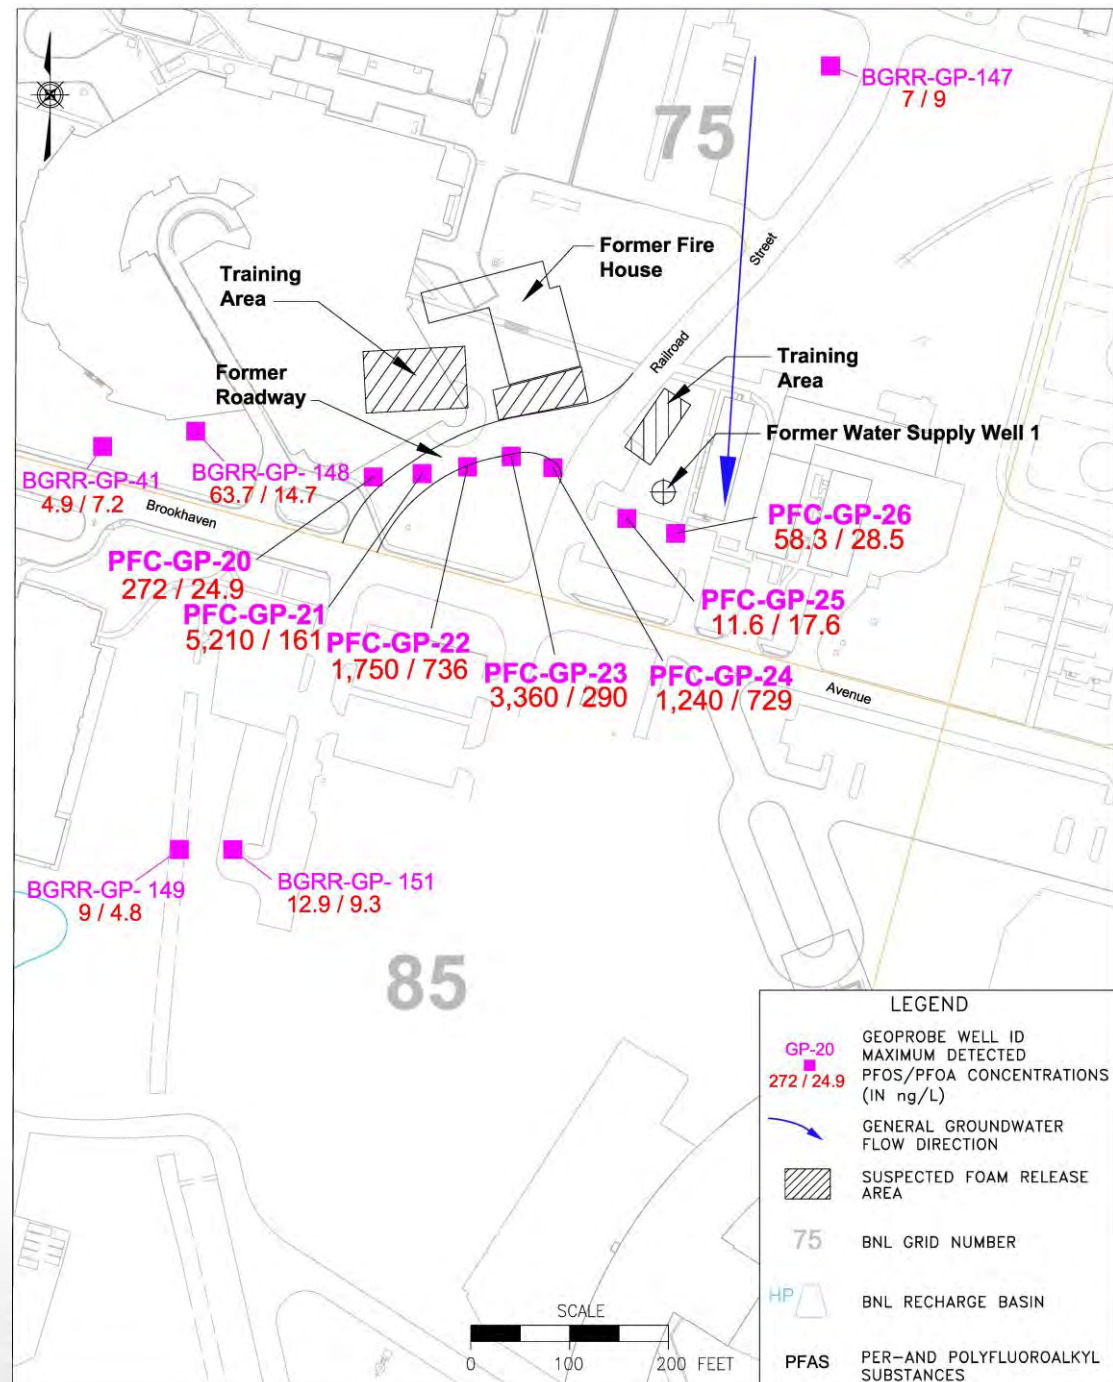 BGRR-GP-147
7 / 9
75
Former Fire
House
Training
Area
Street
Railroad
Former
Roadway
Training
Area
Former Water Supply Well 1
BGRR-GP-41
4.9 / 7.2
BGRR-GP- 148
63.7 / 14.7
Brookhaven
PFC-GP-26
58.3 / 28.5
PFC-GP-20
272 / 24.9
PFC-GP-25
11.6 / 17.6
PFC-GP-21
5,210 / 161
PFC-GP-22
1,750 / 736
PFC-GP-23
3,360 / 290
PFC-GP-24
1,240 / 729
Avenue
BGRR-GP- 149
9 / 4.8
BGRR-GP- 151
12.9 / 9.3
85
LEGEND
GP-20
272 / 24.9
GEOPROBE WELL ID
MAXIMUM DETECTED
PFOS/PFOA CONCENTRATIONS
(IN ng/L)
GENERAL GROUNDWATER
FLOW DIRECTION
SUSPECTED FOAM RELEASE
AREA
75 BNL GRID NUMBER
HP BNL RECHARGE BASIN
PFAS PER-AND POLYFLUOROALKYL
SUBSTANCES
SCALE
0 100 200 FEET